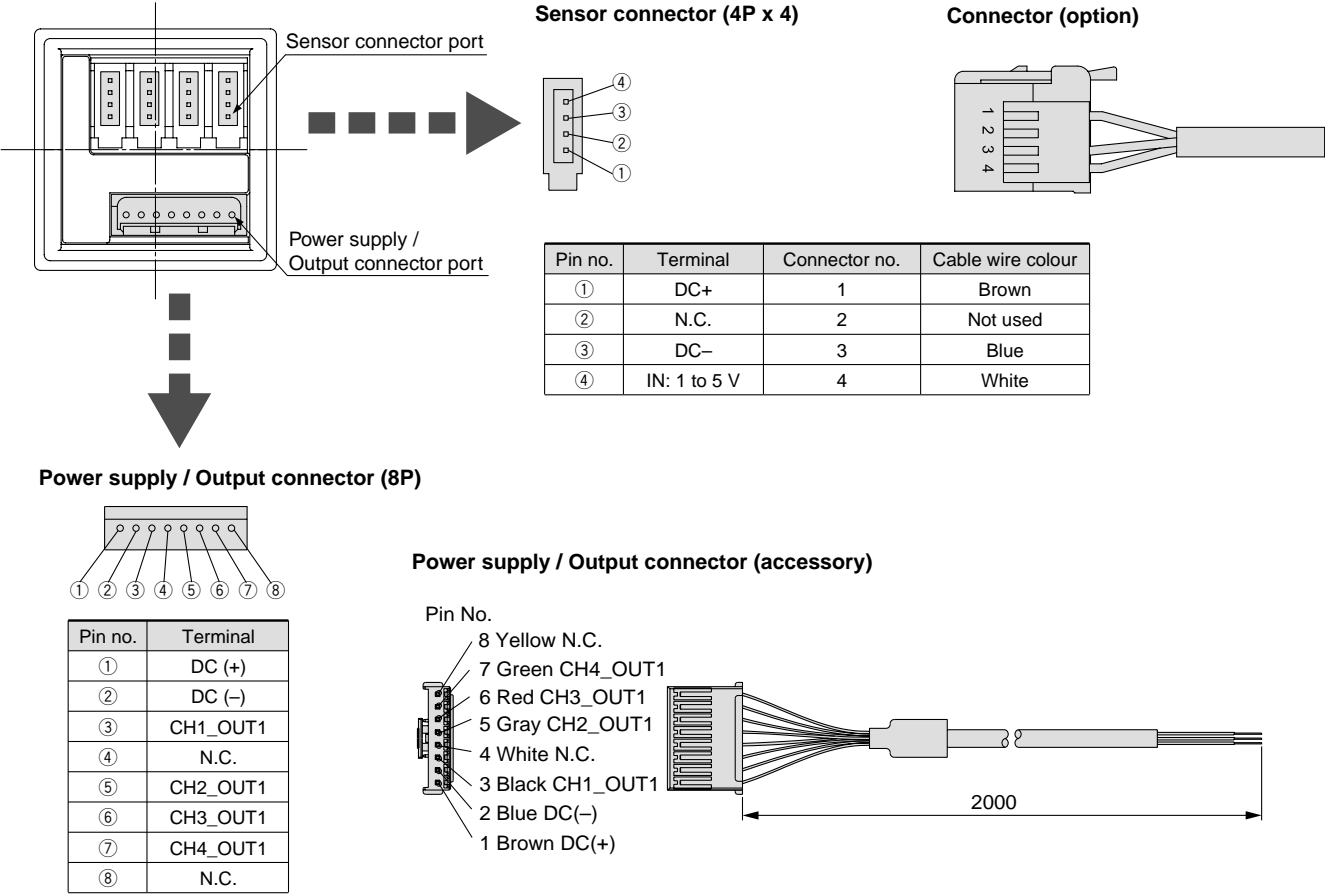 Sensor connector (4P x 4)
Connector (option)
Sensor connector port
④
③
②
①
1
2
3
4
Power supply /
Output connector port
Pin no. Terminal Connector no. Cable wire colour
① DC+ 1 Brown
② N.C. 2 Not used
③ DC– 3 Blue
④ IN: 1 to 5 V 4 White
Power supply / Output connector (8P)
① ② ③ ④ ⑤ ⑥ ⑦ ⑧
Pin no. Terminal
① DC (+)
② DC (–)
③ CH1_OUT1
④ N.C.
⑤ CH2_OUT1
⑥ CH3_OUT1
⑦ CH4_OUT1
⑧ N.C.
Power supply / Output connector (accessory)
Pin No.
8 Yellow N.C.
7 Green CH4_OUT1
6 Red CH3_OUT1
5 Gray CH2_OUT1
4 White N.C.
3 Black CH1_OUT1
2 Blue DC(–)
1 Brown DC(+)
2000